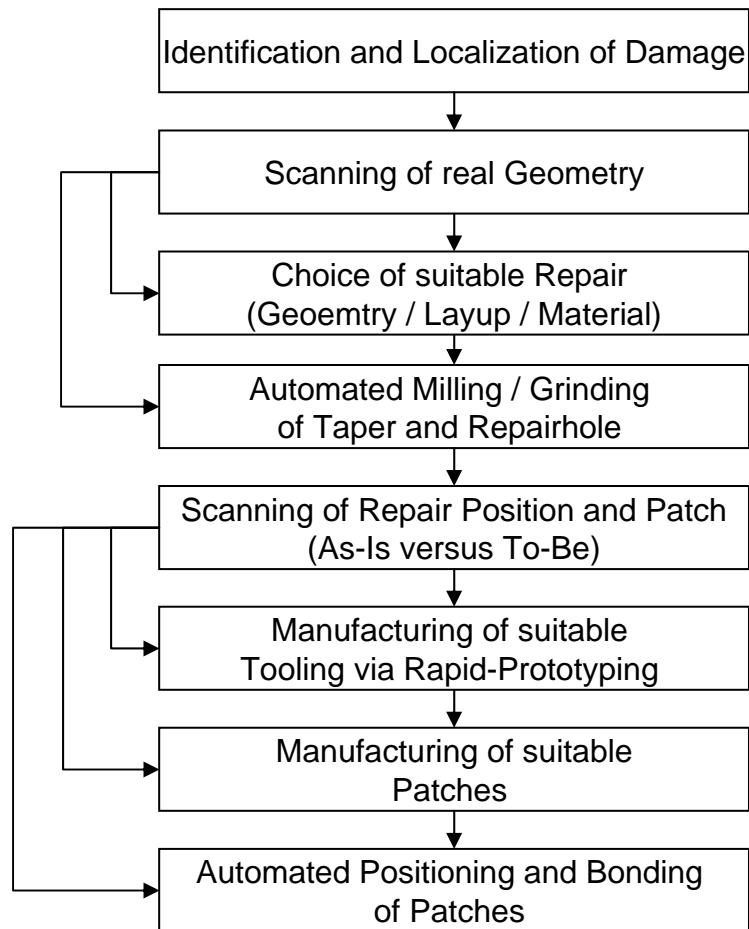 Identification and Localization of Damage
Scanning of real Geometry
Choice of suitable Repair
(Geoemtry / Layup / Material)
Automated Milling / Grinding
of Taper and Repairhole
Scanning of Repair Position and Patch
(As-Is versus To-Be)
Manufacturing of suitable
Tooling via Rapid-Prototyping
Manufacturing of suitable
Patches
Automated Positioning and Bonding
of Patches